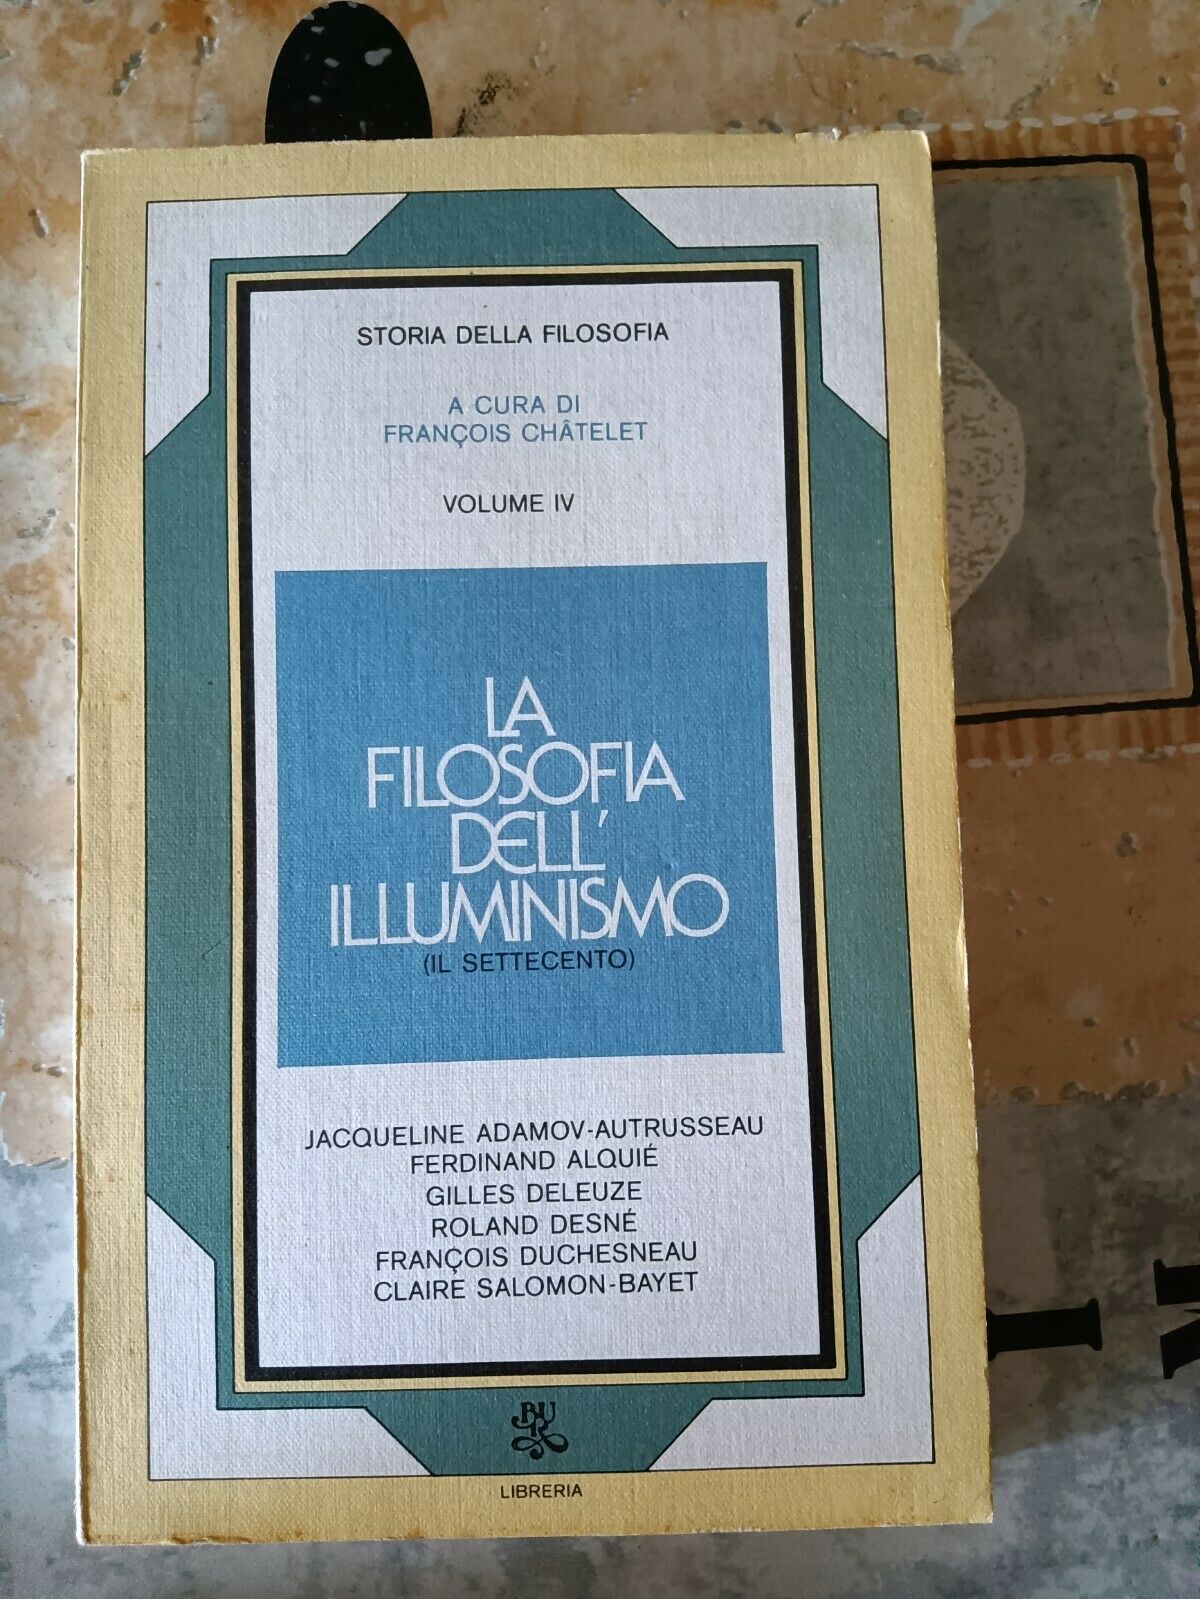 STORIA DELLA FILOSOFIA
A CURA DI
FRANÇOIS CHÂTELET
VOLUME IV
LA
FILOSOFIA
DELL'
ILLUMINISMO
(IL SETTECENTO)
JACQUELINE ADAMOV-AUTRUSSEAU
FERDINAND ALQUIÉ
GILLES DELEUZE
ROLAND DESNÉ
FRANÇOIS DUCHESNEAU
CLAIRE SALOMON-BAYET
BUR
LIBRERIA